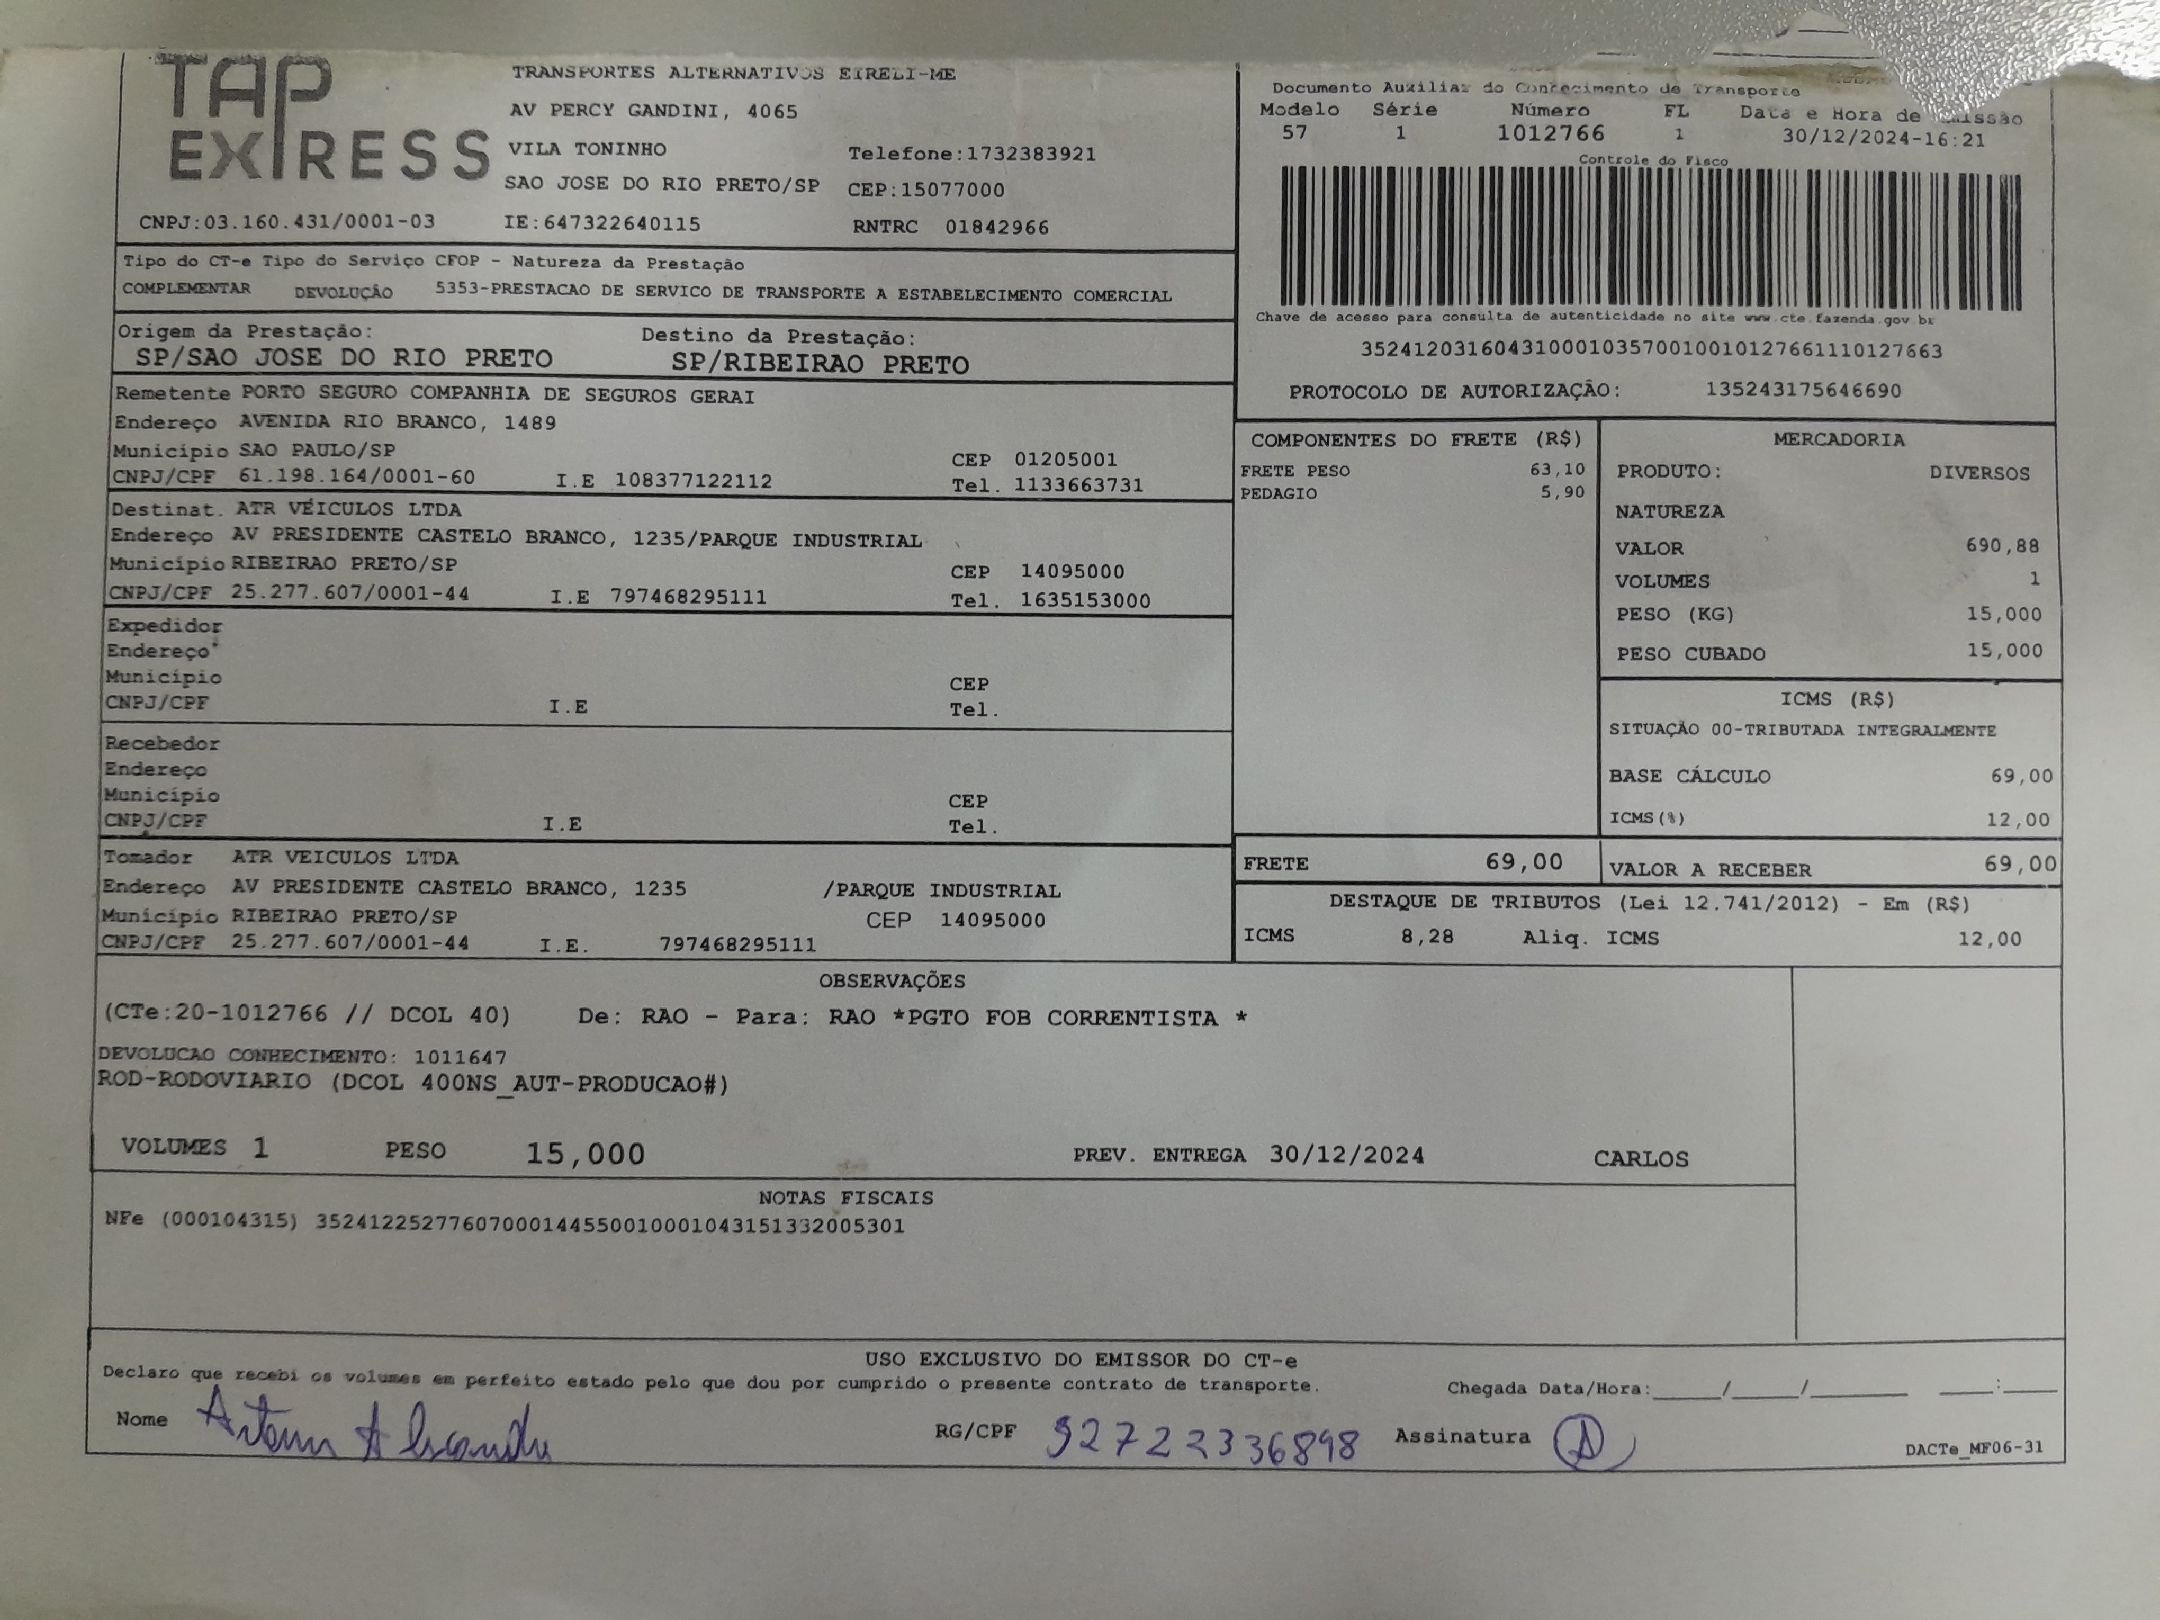 TAP
EXPRESS
TRANSPORTES ALTERNATIVOS EIRELI-ME
AV PERCY GANDINI, 4065
VILA TONINHO Telefone:1732383921
SAO JOSE DO RIO PRETO/SP CEP:15077000
CNPJ:03.160.431/0001-03 IE:647322640115 RNTRC 01842966
Documento Auxiliar do Conhecimento de Transporte
Modelo Série Número FL Data e Hora de Emissão
57 1 1012766 1 30/12/2024-16:21
Controle do Fisco
Chave de acesso para consulta de autenticidade no site www.cte.fazenda.gov.br
35241203160431000103570010010127661110127663
PROTOCOLO DE AUTORIZAÇÃO: 135243175646690
Tipo do CT-e Tipo do Serviço CFOP - Natureza da Prestação
COMPLEMENTAR DEVOLUÇÃO 5353-PRESTACAO DE SERVICO DE TRANSPORTE A ESTABELECIMENTO COMERCIAL
Origem da Prestação: Destino da Prestação:
SP/SAO JOSE DO RIO PRETO SP/RIBEIRAO PRETO
Remetente PORTO SEGURO COMPANHIA DE SEGUROS GERAI
Endereço AVENIDA RIO BRANCO, 1489
Município SAO PAULO/SP CEP 01205001
CNPJ/CPF 61.198.164/0001-60 I.E 108377122112 Tel. 1133663731
Destinat. ATR VEICULOS LTDA
Endereço AV PRESIDENTE CASTELO BRANCO, 1235/PARQUE INDUSTRIAL
Município RIBEIRAO PRETO/SP CEP 14095000
CNPJ/CPF 25.277.607/0001-44 I.E 797468295111 Tel. 1635153000
Expedidor
Endereço
Município CEP
CNPJ/CPF I.E Tel.
Recebedor
Endereço
Município CEP
CNPJ/CPF I.E Tel.
Tomador ATR VEICULOS LTDA
Endereço AV PRESIDENTE CASTELO BRANCO, 1235 /PARQUE INDUSTRIAL
Município RIBEIRAO PRETO/SP CEP 14095000
CNPJ/CPF 25.277.607/0001-44 I.E. 797468295111
COMPONENTES DO FRETE (R$)
FRETE PESO 63,10
PEDAGIO 5,90
MERCADORIA
PRODUTO: DIVERSOS
NATUREZA
VALOR 690,88
VOLUMES 1
PESO (KG) 15,000
PESO CUBADO 15,000
ICMS (R$)
SITUAÇÃO 00-TRIBUTADA INTEGRALMENTE
BASE CÁLCULO 69,00
ICMS(%) 12,00
FRETE 69,00 VALOR A RECEBER 69,00
DESTAQUE DE TRIBUTOS (Lei 12.741/2012) - Em (R$)
ICMS 8,28 Aliq. ICMS 12,00
OBSERVAÇÕES
(CTe:20-1012766 // DCOL 40) De: RAO - Para: RAO *PGTO FOB CORRENTISTA *
DEVOLUCAO CONHECIMENTO: 1011647
ROD-RODOVIARIO (DCOL 400NS_AUT-PRODUCAO#)
VOLUMES 1 PESO 15,000 PREV. ENTREGA 30/12/2024 CARLOS
NOTAS FISCAIS
NFe (000104315) 35241225277607000144550010001043151332005301
USO EXCLUSIVO DO EMISSOR DO CT-e
Declaro que recebi os volumes em perfeito estado pelo que dou por cumprido o presente contrato de transporte. Chegada Data/Hora:_____/_____/_______ ____:____
Nome RG/CPF 92722336898 Assinatura
DACTe_MF06-31